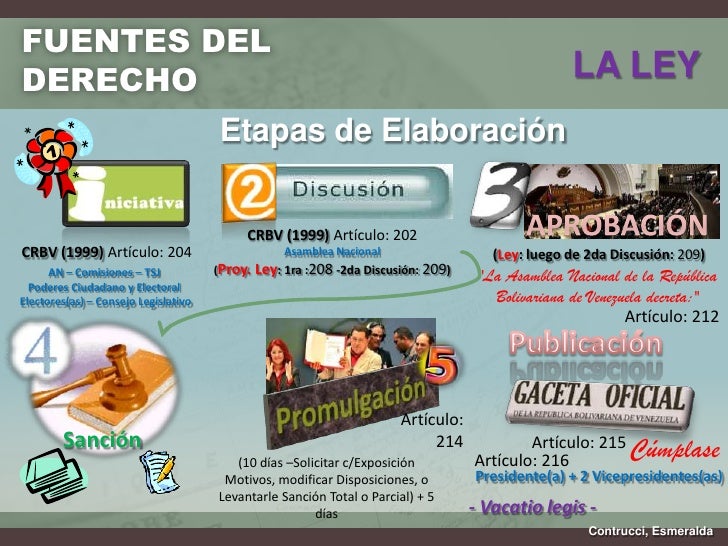 FUENTES DEL
DERECHO
LA LEY
Etapas de Elaboración
1
Iniciativa
CRBV (1999) Artículo: 204
AN – Comisiones – TSJ
Poderes Ciudadano y Electoral
Electores(as) – Consejo Legislativo
2
Discusión
CRBV (1999) Artículo: 202
Asamblea Nacional
(Proy. Ley: 1ra :208 -2da Discusión: 209)
3
APROBACIÓN
(Ley: luego de 2da Discusión: 209)
"La Asamblea Nacional de la República
Bolivariana de Venezuela decreta:"
Artículo: 212
4
Sanción
5
Promulgación
Artículo:
214
(10 días –Solicitar c/Exposición
Motivos, modificar Disposiciones, o
Levantarle Sanción Total o Parcial) + 5
días
Publicación
GACETA OFICIAL
DE LA REPUBLICA BOLIVARIANA DE VENEZUELA
Artículo: 215
Cúmplase
Artículo: 216
Presidente(a) + 2 Vicepresidentes(as)
- Vacatio legis -
Contrucci, Esmeralda